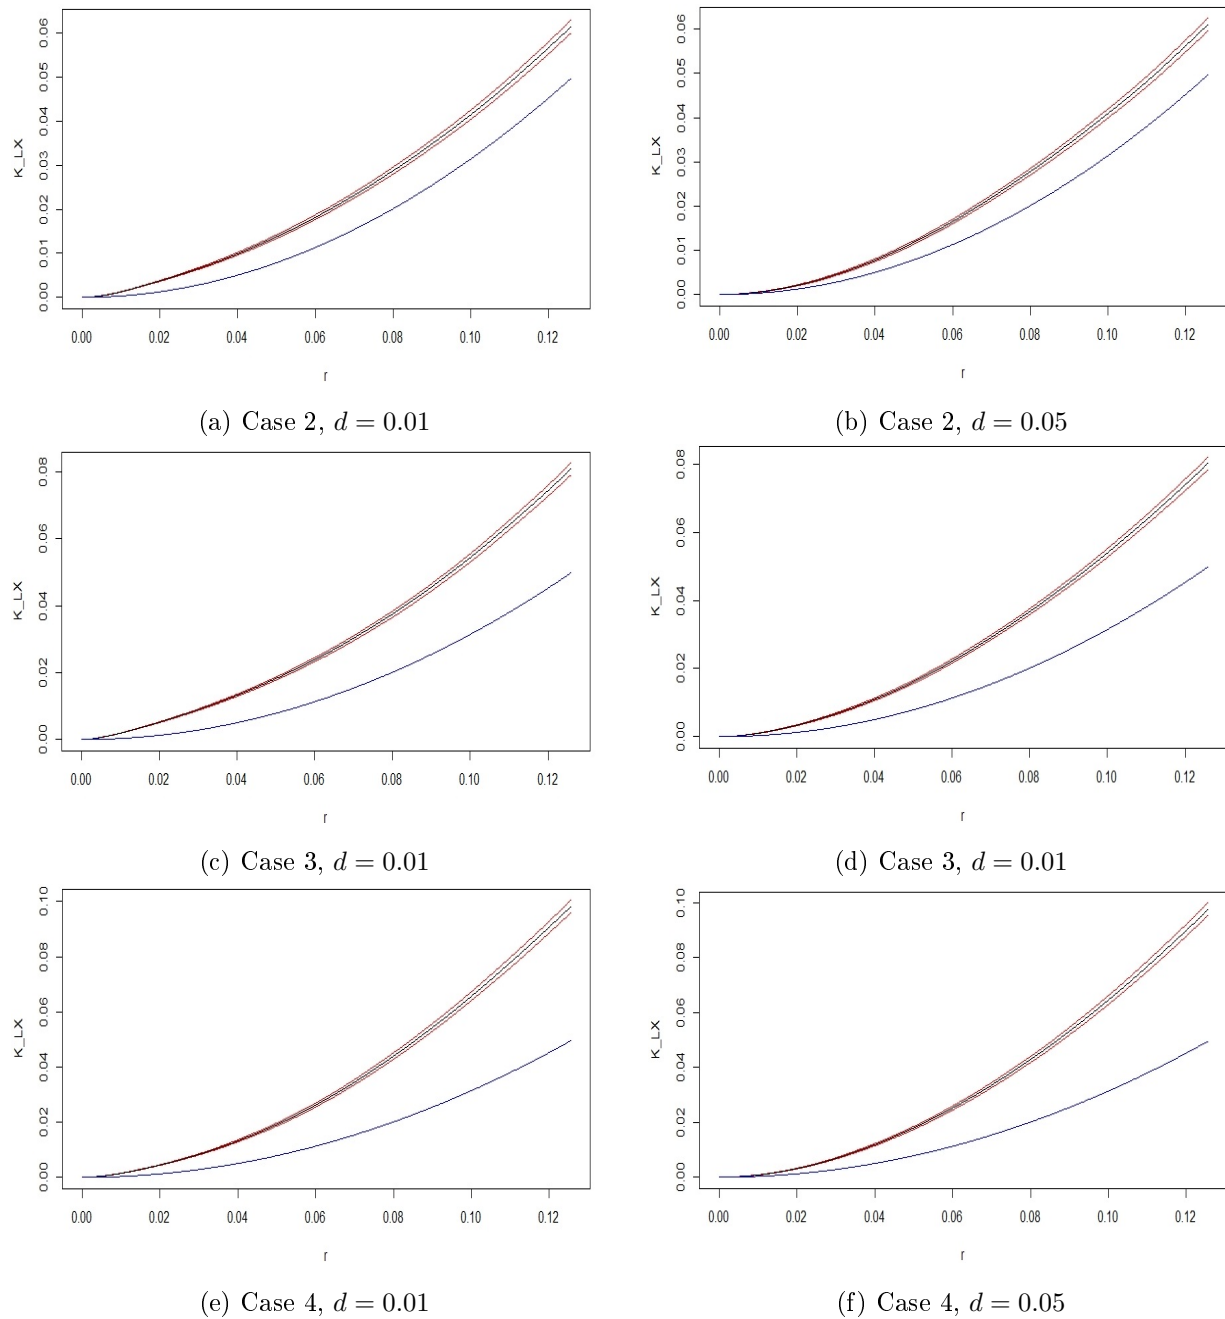 0.00 0.01 0.02 0.03 0.04 0.05 0.06
K_LX
0.00 0.02 0.04 0.06 0.08 0.10 0.12
r
(a) Case 2, d = 0.01
0.00 0.01 0.02 0.03 0.04 0.05 0.06
K_LX
0.00 0.02 0.04 0.06 0.08 0.10 0.12
r
(b) Case 2, d = 0.05
0.00 0.02 0.04 0.06 0.08
K_LX
0.00 0.02 0.04 0.06 0.08 0.10 0.12
r
(c) Case 3, d = 0.01
0.00 0.02 0.04 0.06 0.08
K_LX
0.00 0.02 0.04 0.06 0.08 0.10 0.12
r
(d) Case 3, d = 0.01
0.00 0.02 0.04 0.06 0.08 0.10
K_LX
0.00 0.02 0.04 0.06 0.08 0.10 0.12
r
(e) Case 4, d = 0.01
0.00 0.02 0.04 0.06 0.08 0.10
K_LX
0.00 0.02 0.04 0.06 0.08 0.10 0.12
r
(f) Case 4, d = 0.05